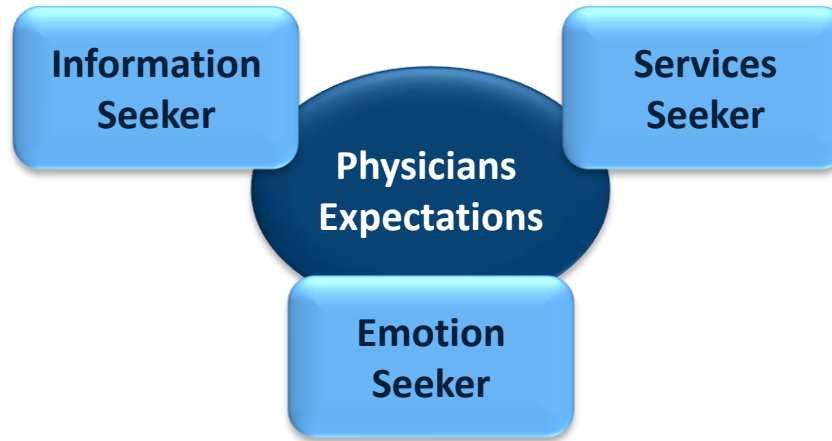 Information
Seeker
Services
Seeker
Physicians
Expectations
Emotion
Seeker